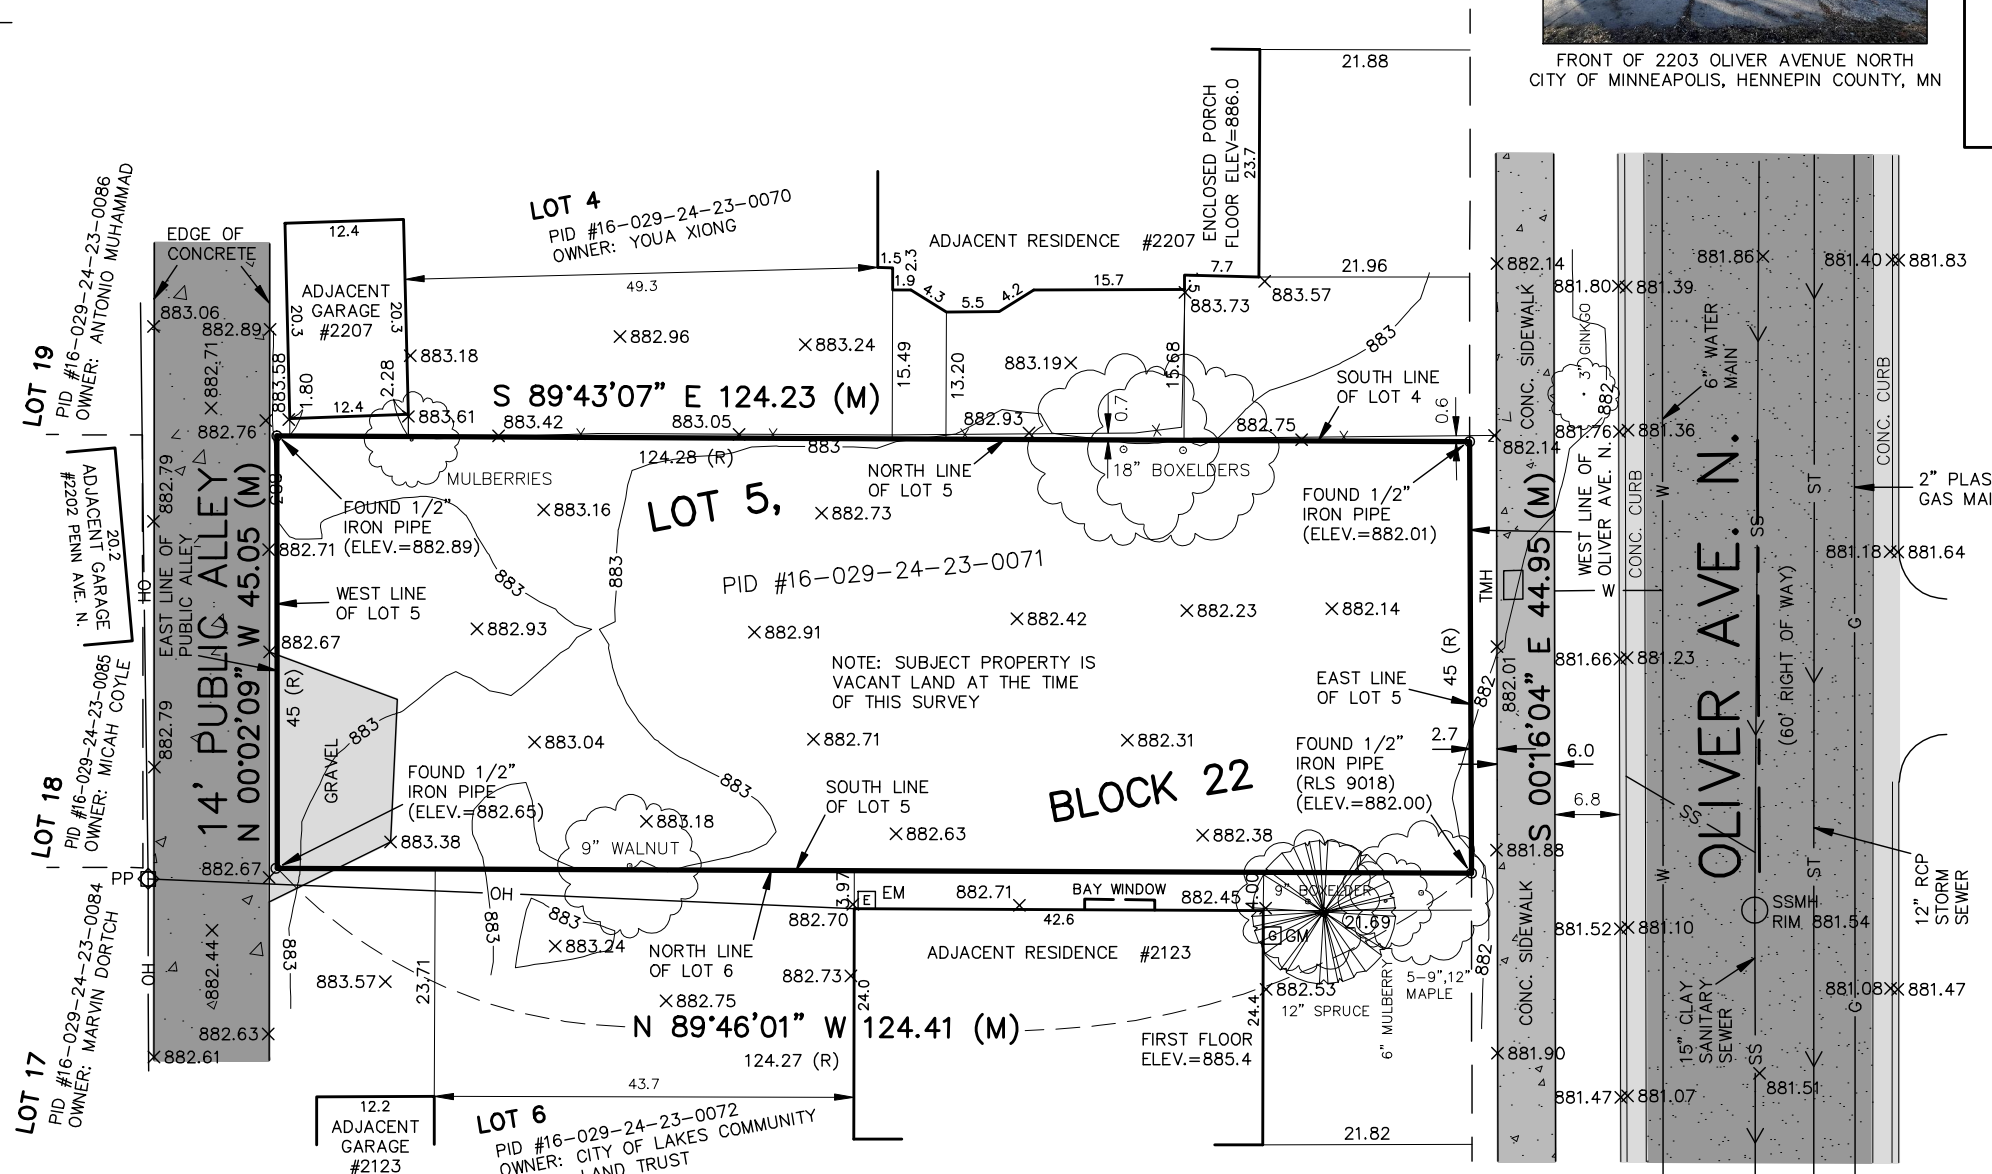 FRONT OF 2203 OLIVER AVENUE NORTH
CITY OF MINNEAPOLIS, HENNEPIN COUNTY, MN
21.88
ENCLOSED PORCH
FLOOR ELEV=886.0
23.7
LOT 19
PID #16-029-24-23-0086
OWNER: ANTONIO MUHAMMAD
EDGE OF
CONCRETE
12.4
ADJACENT
GARAGE
#2207
20.3
20.3
12.4
LOT 4
PID #16-029-24-23-0070
OWNER: YOUA XIONG
49.3
ADJACENT RESIDENCE #2207
1.5
2.3
1.9
4.3
5.5
4.2
15.7
7.7
21.96
883.73
883.57
883.06
882.89
882.71
883.58
1.80
2.28
883.18
882.96
883.24
883.19
15.49
13.20
15.68
883
SOUTH LINE
OF LOT 4
0.6
0.7
S 89°43'07" E 124.23 (M)
883.61
883.42
883.05
882.93
882.75
882.76
124.28 (R)
883
NORTH LINE
OF LOT 5
18" BOXELDERS
MULBERRIES
FOUND 1/2"
IRON PIPE
(ELEV.=882.89)
FOUND 1/2"
IRON PIPE
(ELEV.=882.01)
LOT 5,
PID #16-029-24-23-0071
883.16
882.73
882.71
883
883
883
WEST LINE
OF LOT 5
882.67
882.93
882.91
882.42
882.23
882.14
NOTE: SUBJECT PROPERTY IS
VACANT LAND AT THE TIME
OF THIS SURVEY
EAST LINE
OF LOT 5
45 (R)
45 (R)
GRAVEL
883
883.04
882.71
882.31
883
FOUND 1/2"
IRON PIPE
(ELEV.=882.65)
SOUTH LINE
OF LOT 5
BLOCK 22
FOUND 1/2"
IRON PIPE
(RLS 9018)
(ELEV.=882.00)
2.7
6.0
6.8
883.38
883.18
9" WALNUT
882.63
882.38
20.2
ADJACENT GARAGE
#2202 PENN AVE. N.
OH
EAST LINE OF
PUBLIC ALLEY
882.79
882.79
14' PUBLIC ALLEY
N 00°02'09" W 45.05 (M)
LOT 18
PID #16-029-24-23-0085
OWNER: MICAH COYLE
PP
882.67
LOT 17
PID #16-029-24-23-0084
OWNER: MARVIN DORTCH
OH
882.44
882.63
882.61
883
883.57
23.71
OH
883
883
883.24
NORTH LINE
OF LOT 6
882.75
3.97
E
EM
882.70
882.71
BAY WINDOW
42.6
882.45
4.00
9" BOXELDER
21.69
G
GM
ADJACENT RESIDENCE #2123
882.73
24.0
24.4
882.53
12" SPRUCE
6" MULBERRY
5-9",12"
MAPLE
882
N 89°46'01" W 124.41 (M)
124.27 (R)
FIRST FLOOR
ELEV.=885.4
43.7
12.2
ADJACENT
GARAGE
#2123
LOT 6
PID #16-029-24-23-0072
OWNER: CITY OF LAKES COMMUNITY
LAND TRUST
21.82
882.14
CONC. SIDEWALK
882.14
TMH
882
882.01
S 00°16'04" E 44.95 (M)
881.88
CONC. SIDEWALK
881.90
3" GINKGO
882
WEST LINE OF
OLIVER AVE. N.
CONC. CURB
W
881.80
881.39
881.76
881.36
881.66
881.23
881.52
881.10
881.47
881.07
6" WATER
MAIN
W
W
OLIVER AVE. N.
(60' RIGHT OF WAY)
881.86
881.40
881.83
CONC. CURB
ST
SS
G
2" PLAS
GAS MAI
881.18
881.64
SS
ST
12" RCP
STORM
SEWER
SSMH
RIM 881.54
15" CLAY
SANITARY
SEWER
SS
G
881.08
881.47
881.51